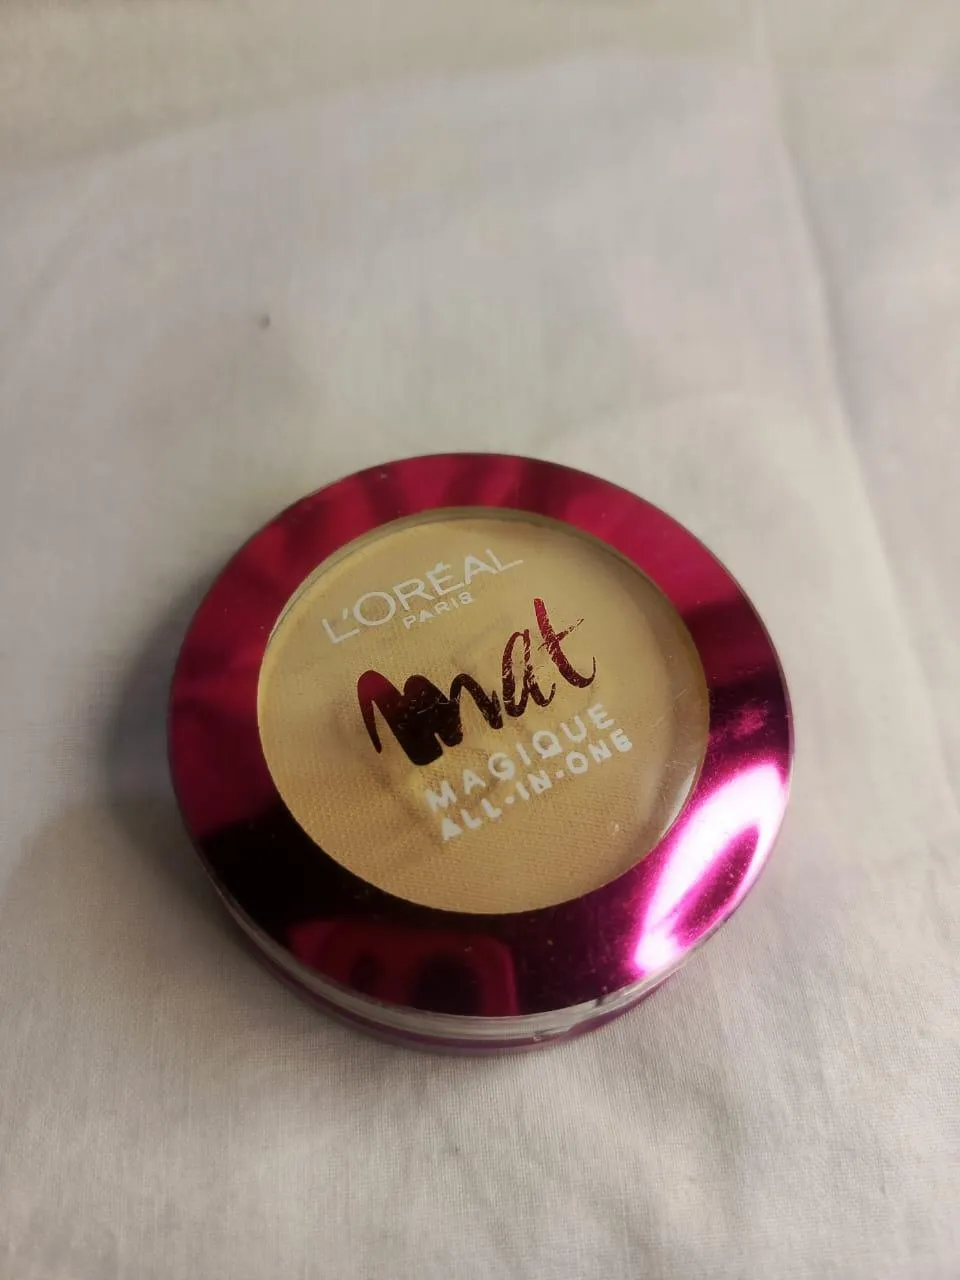 L'ORÉAL
PARIS
mat
MAGIQUE
ALL-IN-ONE